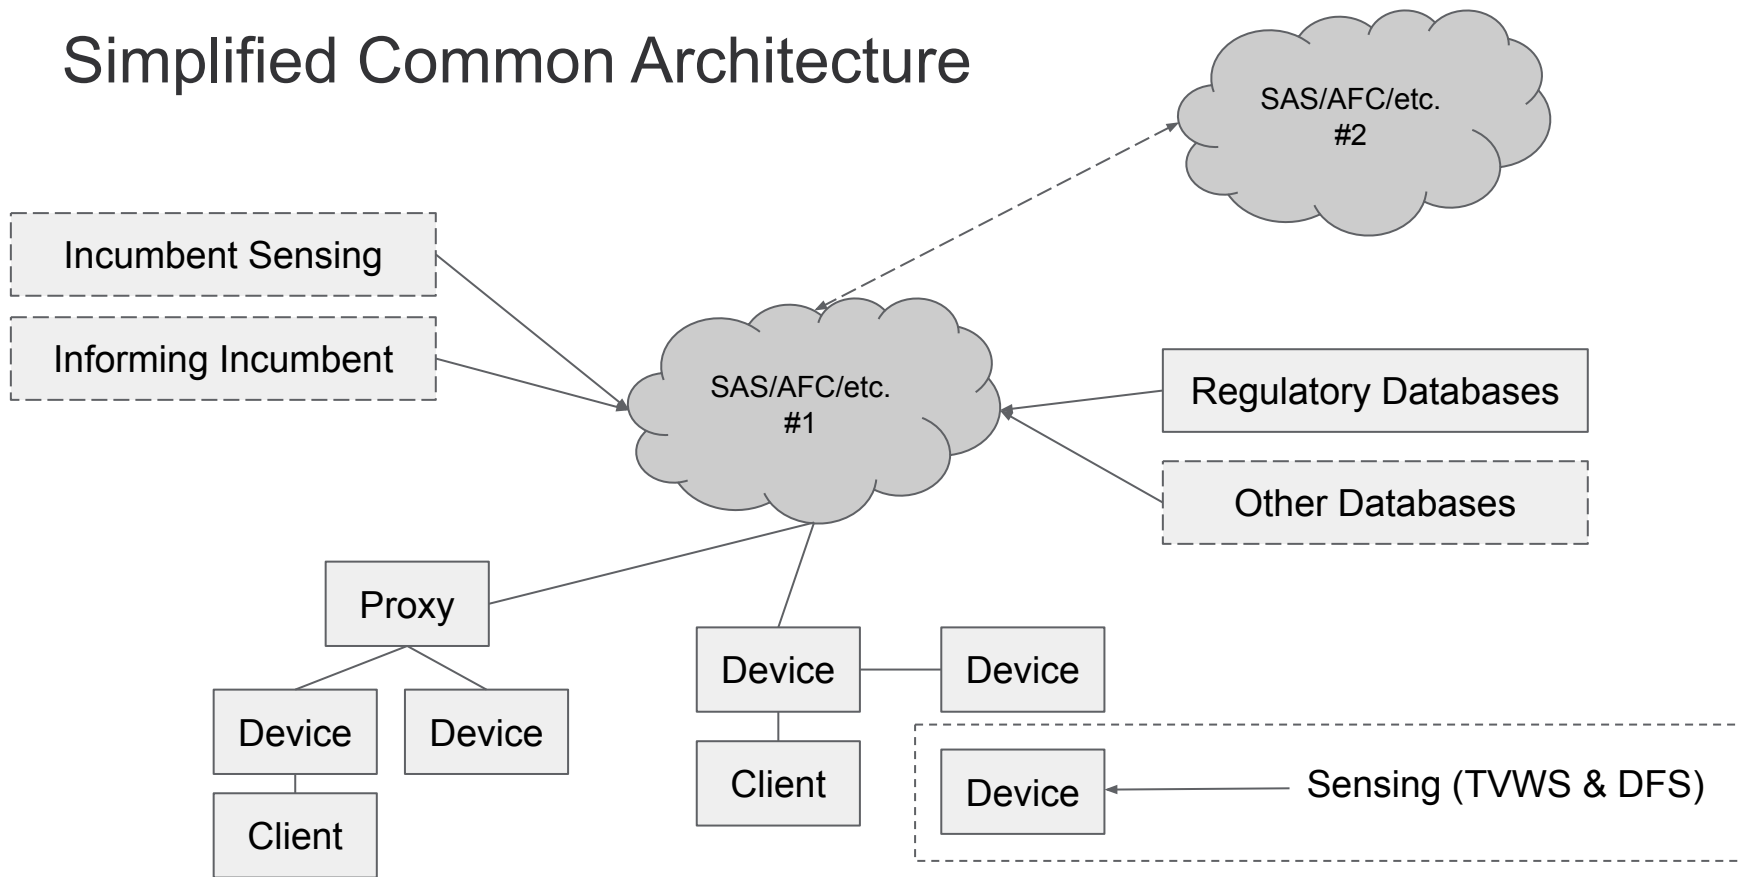 Simplified Common Architecture
SAS/AFC/etc.
#2
Incumbent Sensing
Informing Incumbent
SAS/AFC/etc.
#1
Regulatory Databases
Other Databases
Proxy
Device
Device
Device
Device
Client
Client
Device
Sensing (TVWS & DFS)